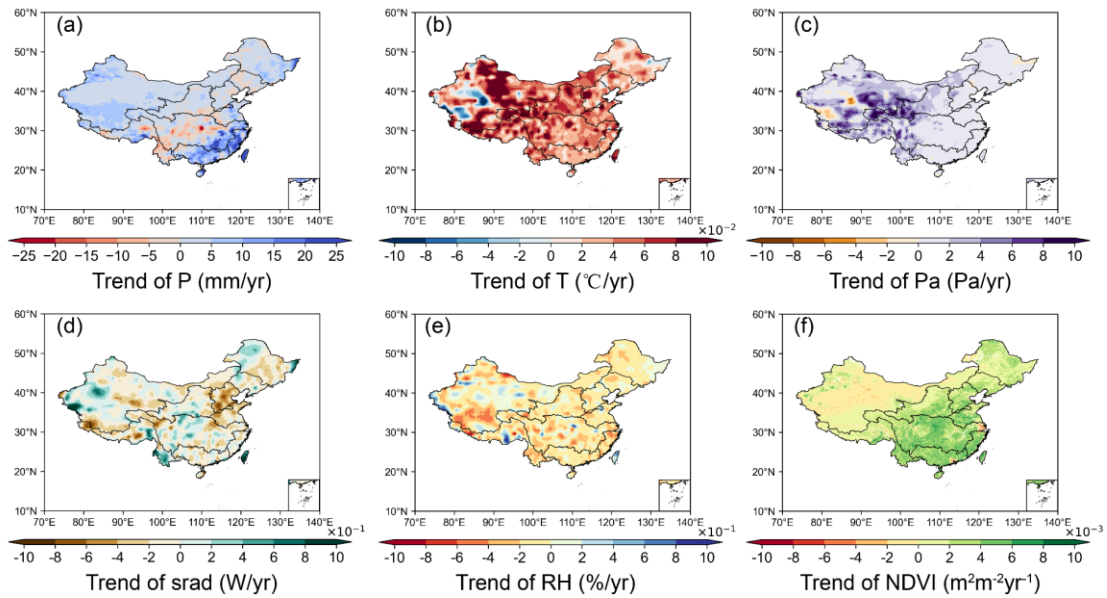 (a) (b) (c)
60°N 60°N 60°N
50°N 50°N 50°N
40°N 40°N 40°N
30°N 30°N 30°N
20°N 20°N 20°N
10°N 10°N 10°N
70°E 80°E 90°E 100°E 110°E 120°E 130°E 140°E 70°E 80°E 90°E 100°E 110°E 120°E 130°E 140°E 70°E 80°E 90°E 100°E 110°E 120°E 130°E 140°E
×10⁻²
−25 −20 −15 −10 −5 0 5 10 15 20 25 −10 −8 −6 −4 −2 0 2 4 6 8 10 −10 −8 −6 −4 −2 0 2 4 6 8 10
Trend of P (mm/yr) Trend of T (℃/yr) Trend of Pa (Pa/yr)
(d) (e) (f)
60°N 60°N 60°N
50°N 50°N 50°N
40°N 40°N 40°N
30°N 30°N 30°N
20°N 20°N 20°N
10°N 10°N 10°N
70°E 80°E 90°E 100°E 110°E 120°E 130°E 140°E 70°E 80°E 90°E 100°E 110°E 120°E 130°E 140°E 70°E 80°E 90°E 100°E 110°E 120°E 130°E 140°E
×10⁻¹ ×10⁻¹ ×10⁻³
−10 −8 −6 −4 −2 0 2 4 6 8 10 −10 −8 −6 −4 −2 0 2 4 6 8 10 −10 −8 −6 −4 −2 0 2 4 6 8 10
Trend of srad (W/yr) Trend of RH (%/yr) Trend of NDVI (m²m⁻²yr⁻¹)